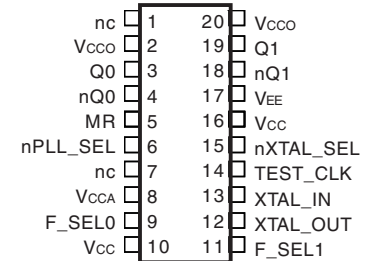 nc 1 20 VCCO
VCCO 2 19 Q1
Q0 3 18 nQ1
nQ0 4 17 VEE
MR 5 16 VCC
nPLL_SEL 6 15 nXTAL_SEL
nc 7 14 TEST_CLK
VCCA 8 13 XTAL_IN
F_SEL0 9 12 XTAL_OUT
VCC 10 11 F_SEL1